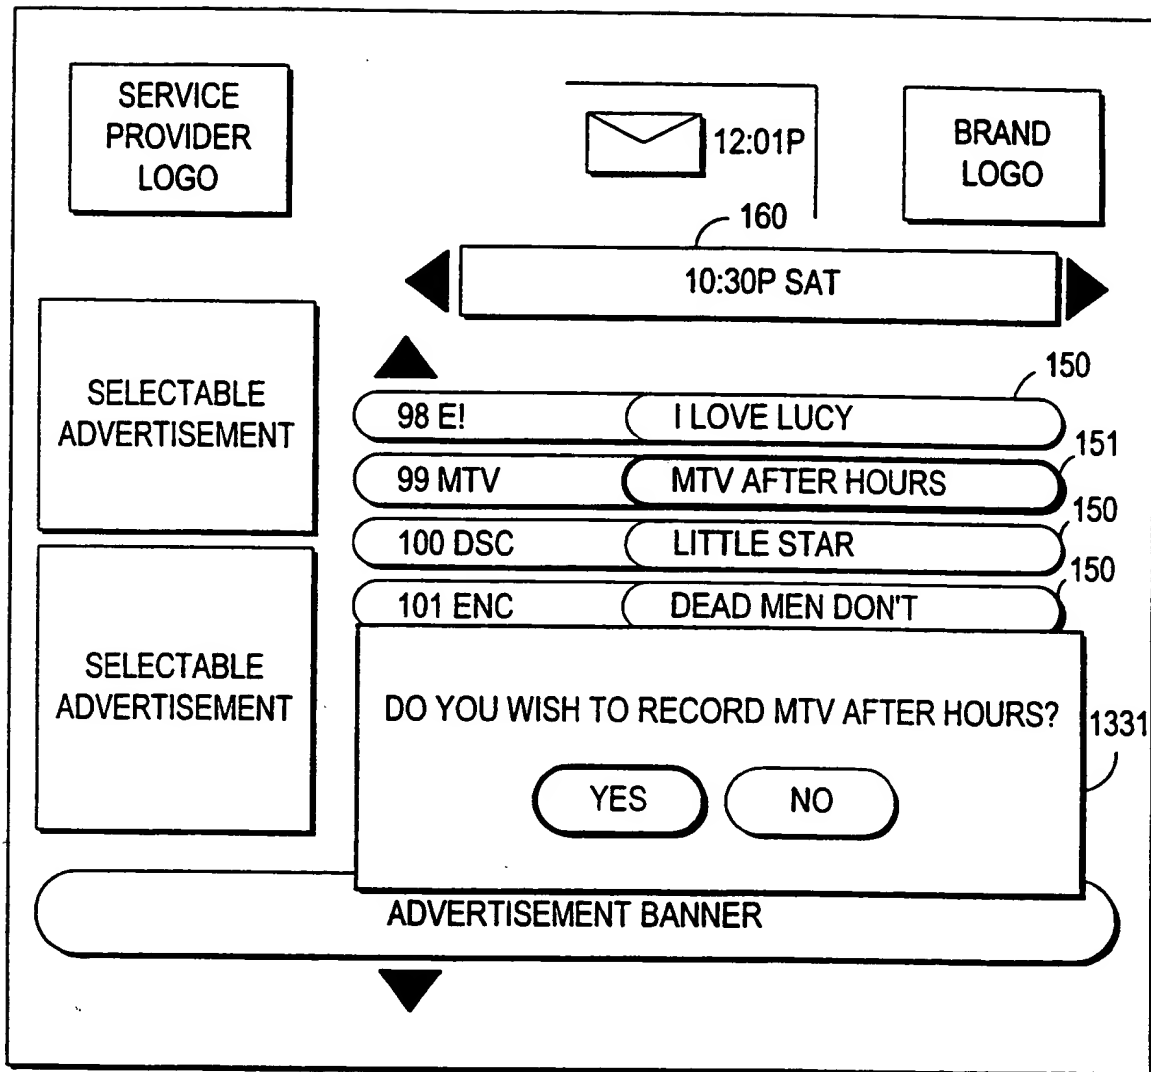 SERVICE
PROVIDER
LOGO
12:01P
BRAND
LOGO
160
10:30P SAT
SELECTABLE
ADVERTISEMENT
150
98 E! I LOVE LUCY
151
99 MTV MTV AFTER HOURS
150
100 DSC LITTLE STAR
150
101 ENC DEAD MEN DON'T
SELECTABLE
ADVERTISEMENT
DO YOU WISH TO RECORD MTV AFTER HOURS?
1331
YES NO
ADVERTISEMENT BANNER